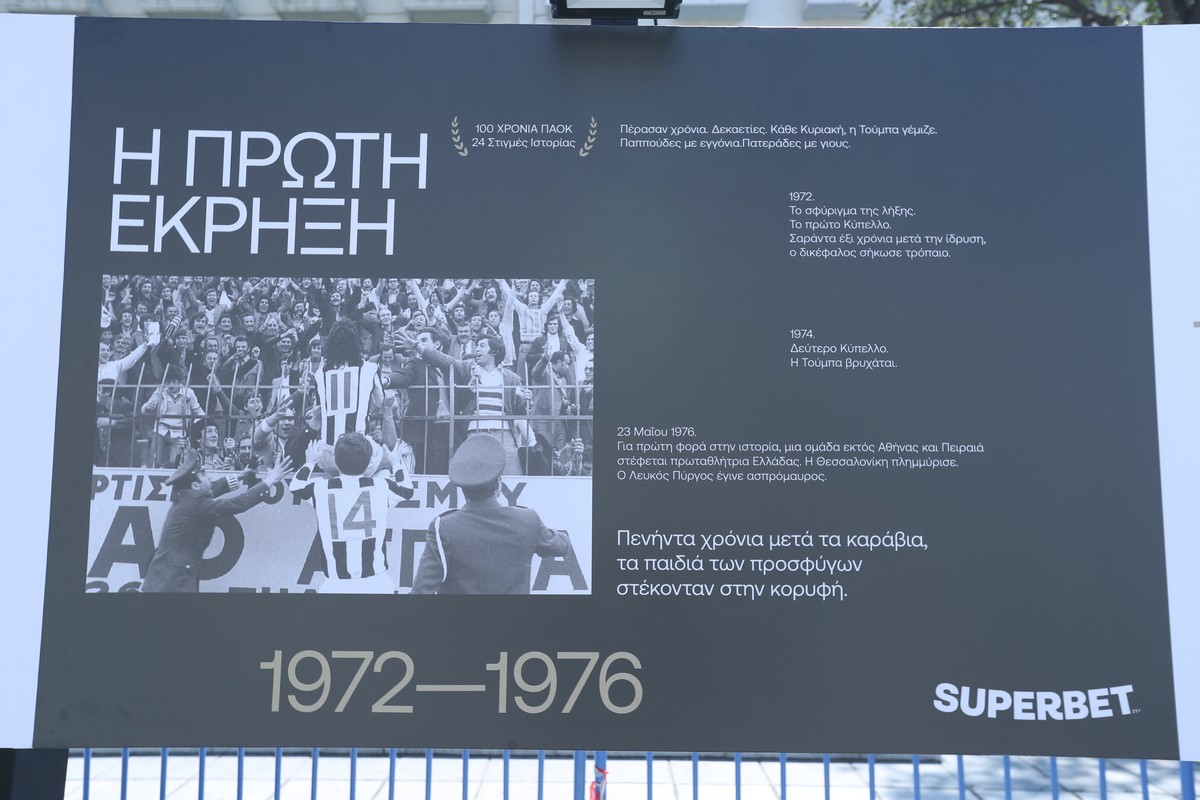 Η ΠΡΩΤΗ
ΕΚΡΗΞΗ
100 ΧΡΟΝΙΑ ΠΑΟΚ
24 Στιγμές Ιστορίας
Πέρασαν χρόνια. Δεκαετίες. Κάθε Κυριακή, η Τούμπα γέμιζε.
Παππούδες με εγγόνια.Πατεράδες με γιους.
1972.
Το σφύριγμα της λήξης.
Το πρώτο Κύπελλο.
Σαράντα έξι χρόνια μετά την ίδρυση,
ο δικέφαλος σήκωσε τρόπαιο.
1974.
Δεύτερο Κύπελλο.
Η Τούμπα βρυχάται.
23 Μαΐου 1976.
Για πρώτη φορά στην ιστορία, μια ομάδα εκτός Αθήνας και Πειραιά
στέφεται πρωταθλήτρια Ελλάδας. Η Θεσσαλονίκη πλημμύρισε.
Ο Λευκός Πύργος έγινε ασπρόμαυρος.
Πενήντα χρόνια μετά τα καράβια,
τα παιδιά των προσφύγων
στέκονταν στην κορυφή.
10
14
1972—1976
SUPERBET